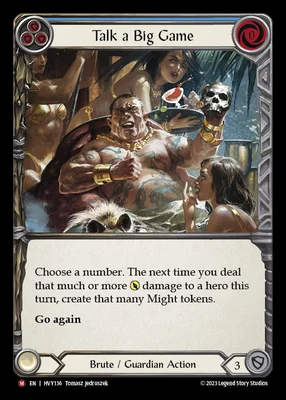 Talk a Big Game
Choose a number. The next time you deal
that much or more damage to a hero this
turn, create that many Might tokens.
Go again
Brute / Guardian Action
3
M EN | HVY136 Tomasz Jedruszek
© 2023 Legend Story Studios